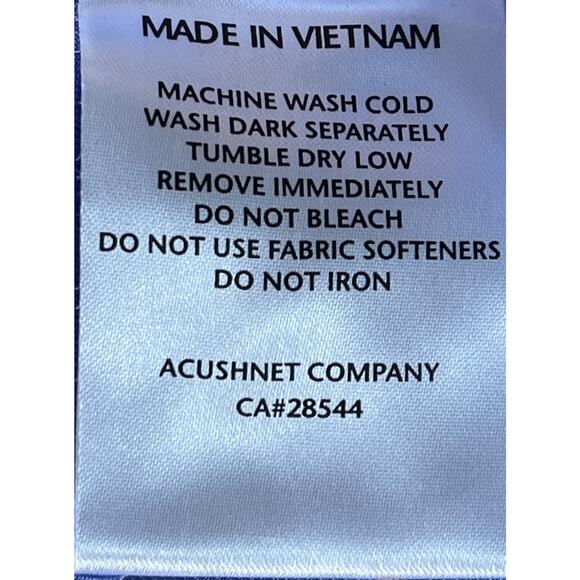 MADE IN VIETNAM
MACHINE WASH COLD
WASH DARK SEPARATELY
TUMBLE DRY LOW
REMOVE IMMEDIATELY
DO NOT BLEACH
DO NOT USE FABRIC SOFTENERS
DO NOT IRON
ACUSHNET COMPANY
CA#28544